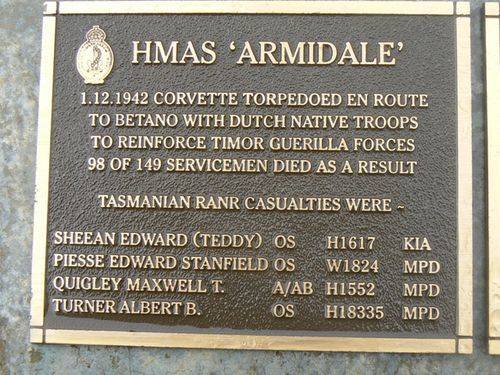 HMAS 'ARMIDALE'
1.12.1942 CORVETTE TORPEDOED EN ROUTE
TO BETANO WITH DUTCH NATIVE TROOPS
TO REINFORCE TIMOR GUERILLA FORCES
98 OF 149 SERVICEMEN DIED AS A RESULT
TASMANIAN RANR CASUALTIES WERE ~
SHEEAN EDWARD (TEDDY) OS H1617 KIA
PIESSE EDWARD STANFIELD OS W1824 MPD
QUIGLEY MAXWELL T. A/AB H1552 MPD
TURNER ALBERT B. OS H18335 MPD